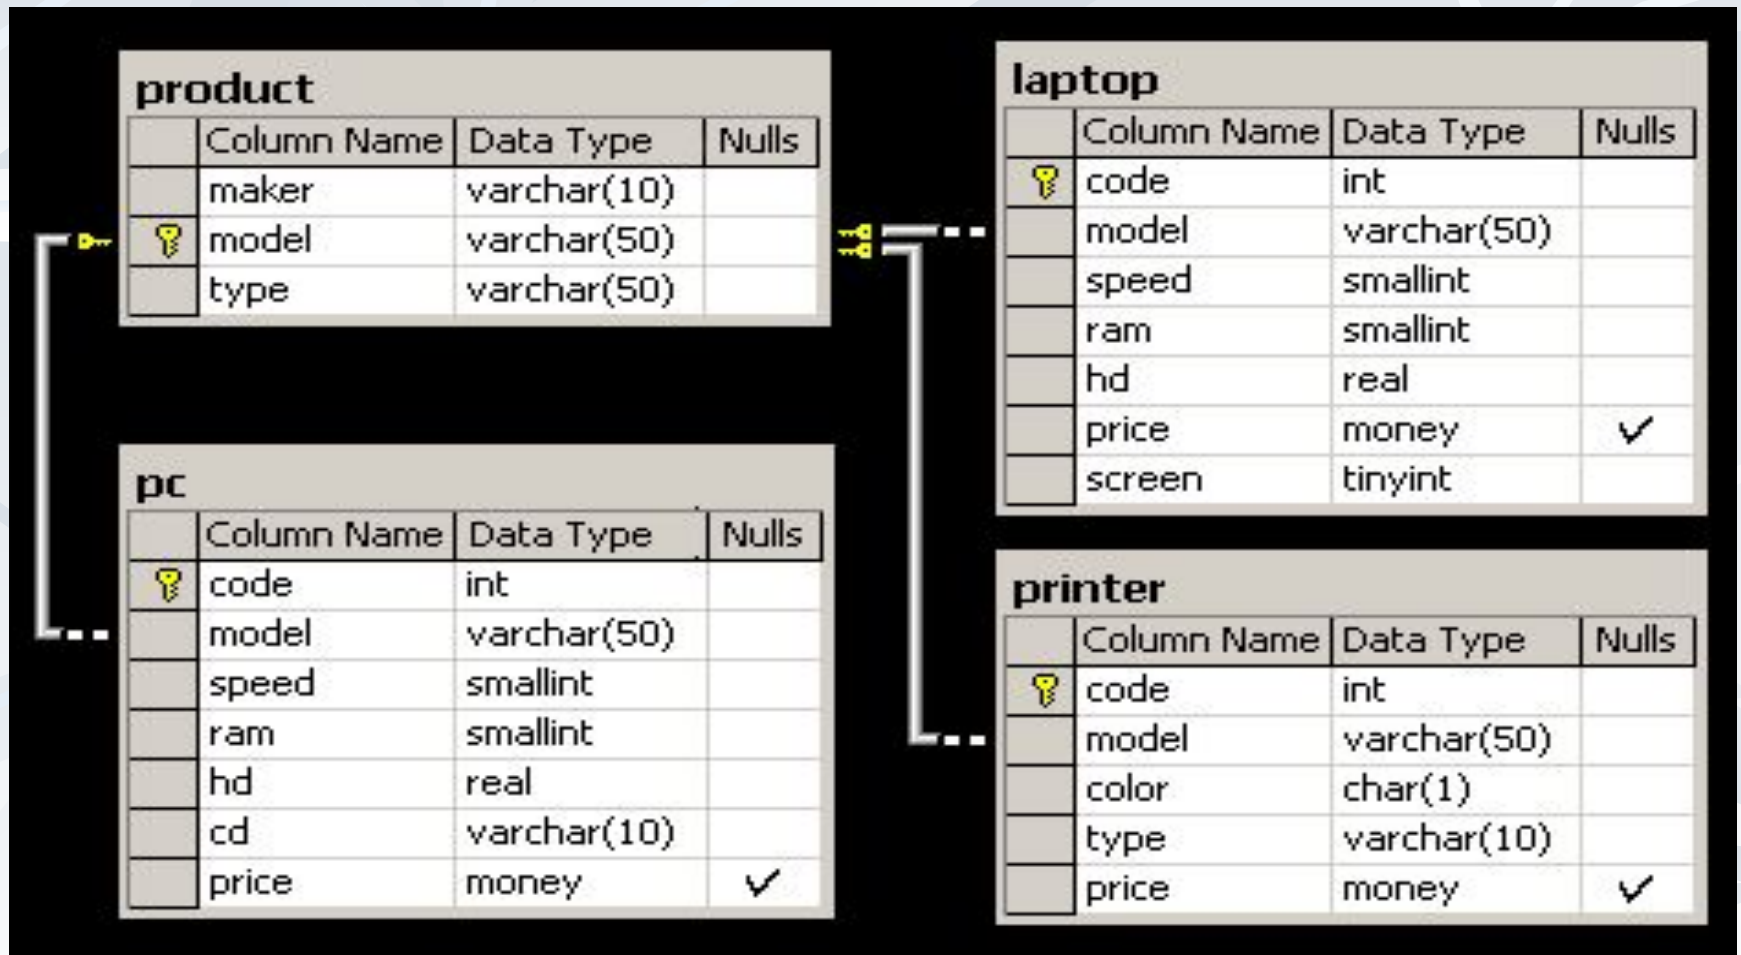 product
Column Name Data Type Nulls
maker varchar(10)
model varchar(50)
type varchar(50)
laptop
Column Name Data Type Nulls
code int
model varchar(50)
speed smallint
ram smallint
hd real
price money ✓
screen tinyint
pc
Column Name Data Type Nulls
code int
model varchar(50)
speed smallint
ram smallint
hd real
cd varchar(10)
price money ✓
printer
Column Name Data Type Nulls
code int
model varchar(50)
color char(1)
type varchar(10)
price money ✓